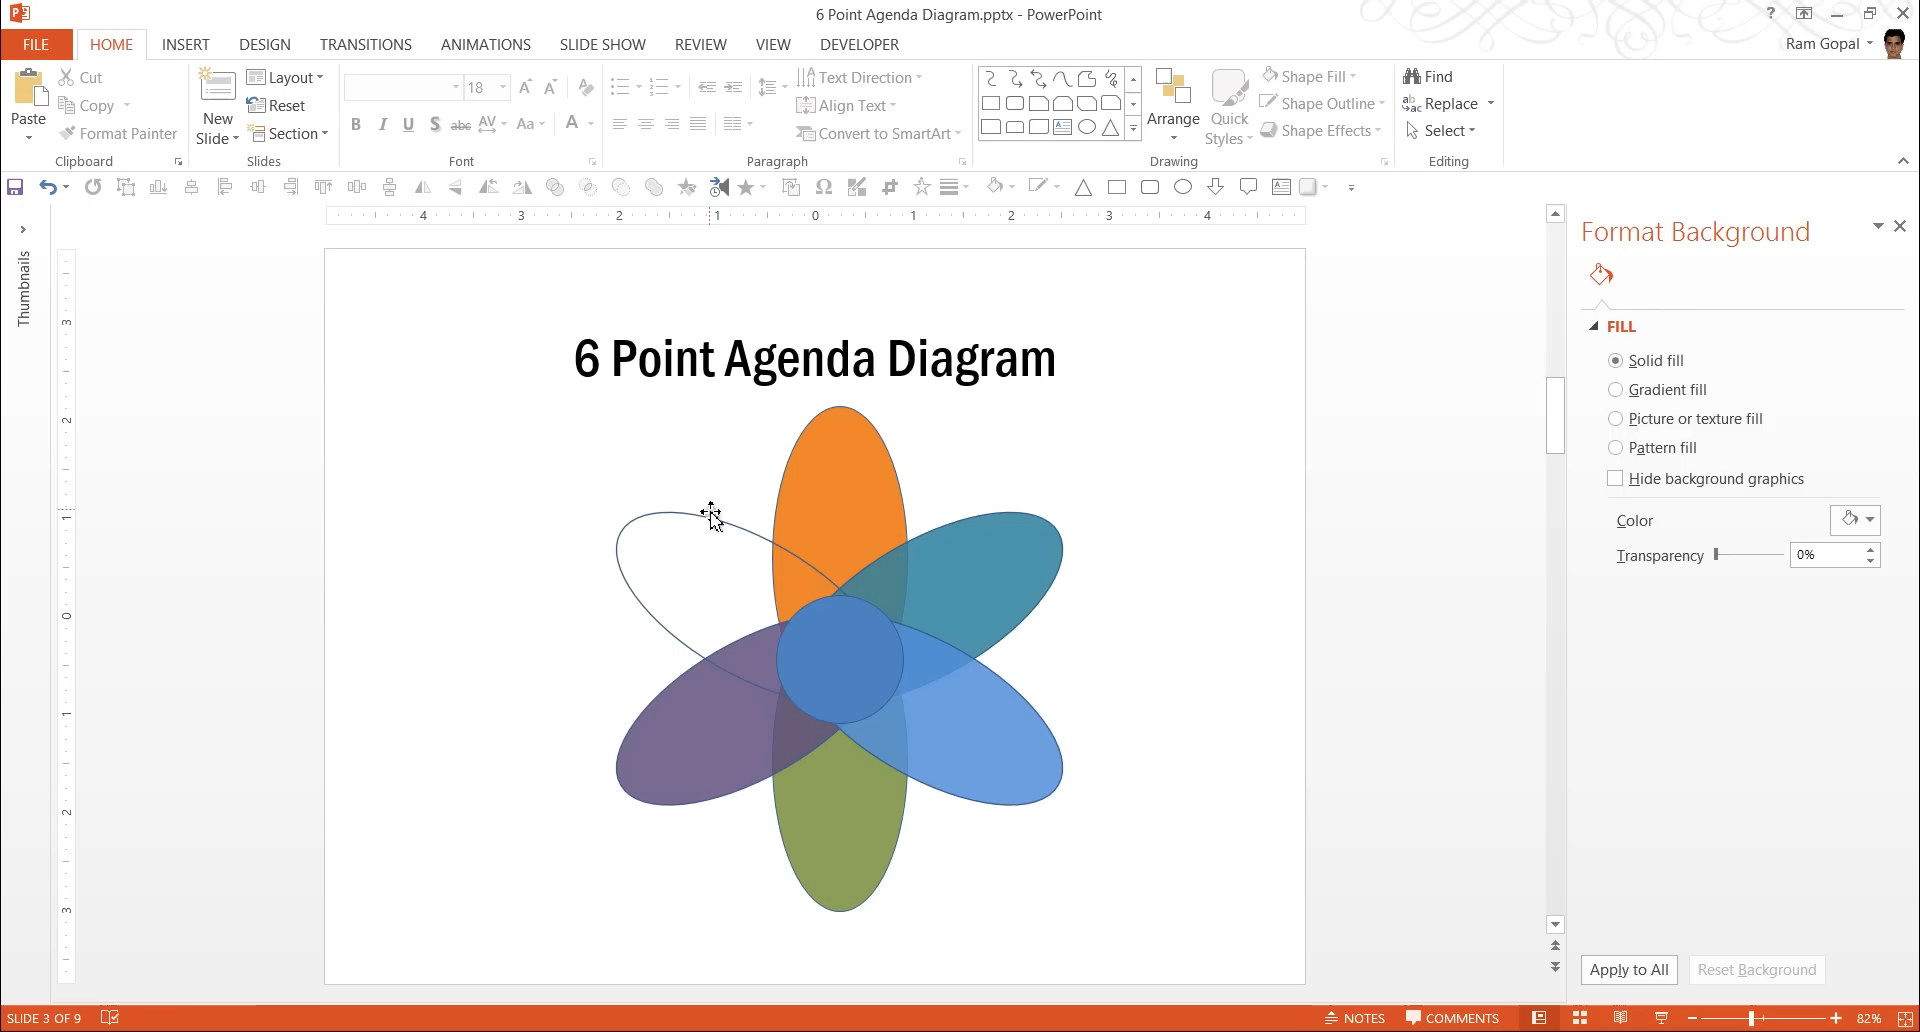 6 Point Agenda Diagram.pptx - PowerPoint
?
Ram Gopal
FILE HOME INSERT DESIGN TRANSITIONS ANIMATIONS SLIDE SHOW REVIEW VIEW DEVELOPER
Paste
Cut
Copy
Format Painter
Clipboard
New
Slide
Layout
Reset
Section
Slides
18
B I U S abc AV Aa A
Font
Text Direction
Align Text
Convert to SmartArt
Paragraph
Arrange
Quick
Styles
Shape Fill
Shape Outline
Shape Effects
Drawing
Find
Replace
Select
Editing
Thumbnails
4 3 2 1 0 1 2 3 4
3
2
1
0
1
2
3
6 Point Agenda Diagram
Format Background
FILL
Solid fill
Gradient fill
Picture or texture fill
Pattern fill
Hide background graphics
Color
Transparency 0%
Apply to All Reset Background
SLIDE 3 OF 9 NOTES COMMENTS 82%